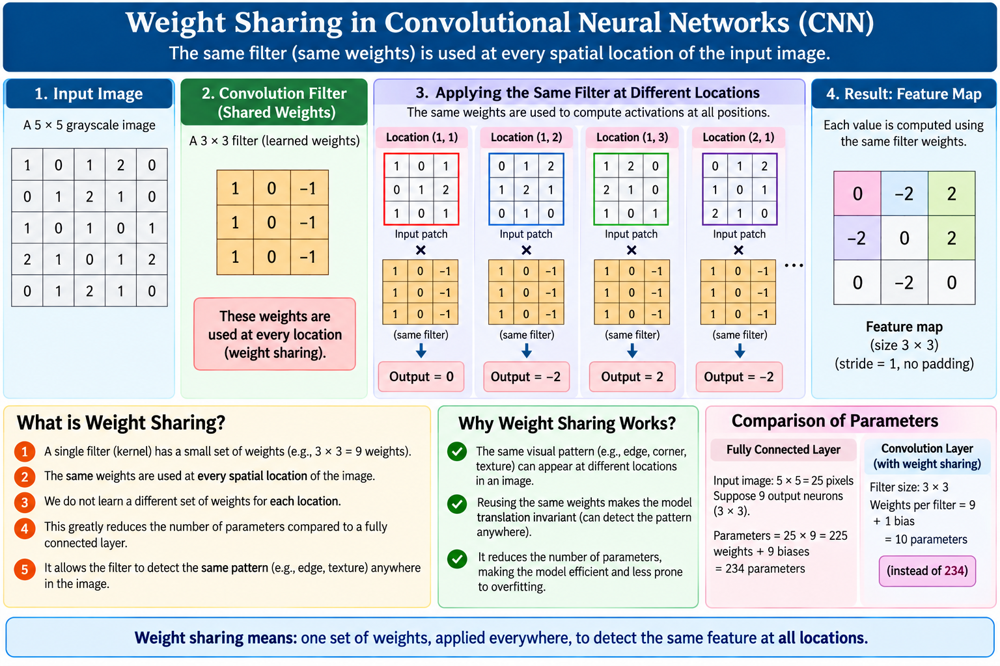 Weight Sharing in Convolutional Neural Networks (CNN)
The same filter (same weights) is used at every spatial location of the input image.
1. Input Image
A 5 × 5 grayscale image
1 0 1 2 0
0 1 2 1 0
1 0 1 0 1
2 1 0 1 2
0 1 2 1 0
2. Convolution Filter
(Shared Weights)
A 3 × 3 filter (learned weights)
1 0 −1
1 0 −1
1 0 −1
These weights are
used at every location
(weight sharing).
3. Applying the Same Filter at Different Locations
The same weights are used to compute activations at all positions.
Location (1, 1)
1 0 1
0 1 2
1 0 1
Input patch
×
1 0 −1
1 0 −1
1 0 −1
(same filter)
Output = 0
Location (1, 2)
0 1 2
1 2 1
0 1 0
Input patch
×
1 0 −1
1 0 −1
1 0 −1
(same filter)
Output = −2
Location (1, 3)
1 2 0
2 1 0
1 0 1
Input patch
×
1 0 −1
1 0 −1
1 0 −1
(same filter)
Output = 2
Location (2, 1)
0 1 2
1 0 1
2 1 0
Input patch
×
1 0 −1
1 0 −1
1 0 −1
(same filter)
Output = −2
...
4. Result: Feature Map
Each value is computed using
the same filter weights.
0 −2 2
−2 0 2
0 −2 0
Feature map
(size 3 × 3)
(stride = 1, no padding)
What is Weight Sharing?
1 A single filter (kernel) has a small set of weights (e.g., 3 × 3 = 9 weights).
2 The same weights are used at every spatial location of the image.
3 We do not learn a different set of weights for each location.
4 This greatly reduces the number of parameters compared to a fully
connected layer.
5 It allows the filter to detect the same pattern (e.g., edge, texture) anywhere
in the image.
Why Weight Sharing Works?
The same visual pattern (e.g., edge, corner,
texture) can appear at different locations
in an image.
Reusing the same weights makes the model
translation invariant (can detect the pattern
anywhere).
It reduces the number of parameters,
making the model efficient and less prone
to overfitting.
Comparison of Parameters
Fully Connected Layer
Input image: 5 × 5 = 25 pixels
Suppose 9 output neurons
(3 × 3).
Parameters = 25 × 9 = 225
weights + 9 biases
= 234 parameters
Convolution Layer
(with weight sharing)
Filter size: 3 × 3
Weights per filter = 9
+ 1 bias
= 10 parameters
(instead of 234)
Weight sharing means: one set of weights, applied everywhere, to detect the same feature at all locations.